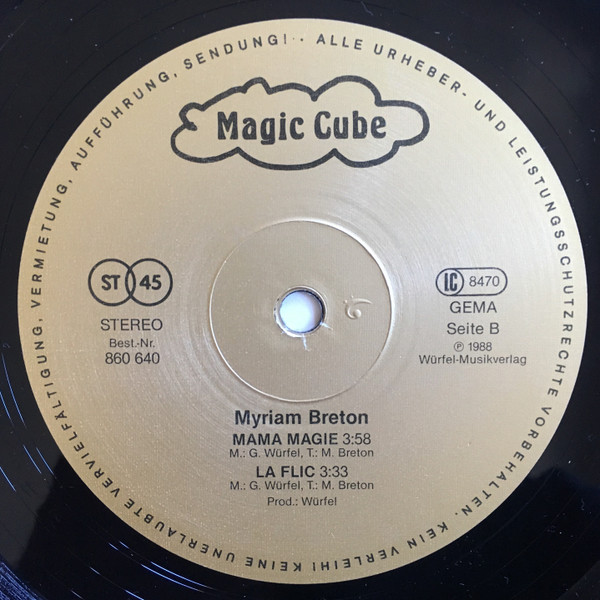 ALLE URHEBER- UND LEISTUNGSSCHUTZRECHTE VORBEHALTEN. KEIN VERLEIH! KEINE UNERLAUBTE VERVIELFÄLTIGUNG, VERMIETUNG, AUFFÜHRUNG, SENDUNG! ·
Magic Cube
ST 45
STEREO
Best.-Nr.
860 640
LC 8470
GEMA
Seite B
℗ 1988
Würfel-Musikverlag
Myriam Breton
MAMA MAGIE 3:58
M.: G. Würfel, T.: M. Breton
LA FLIC 3:33
M.: G. Würfel, T.: M. Breton
Prod.: Würfel